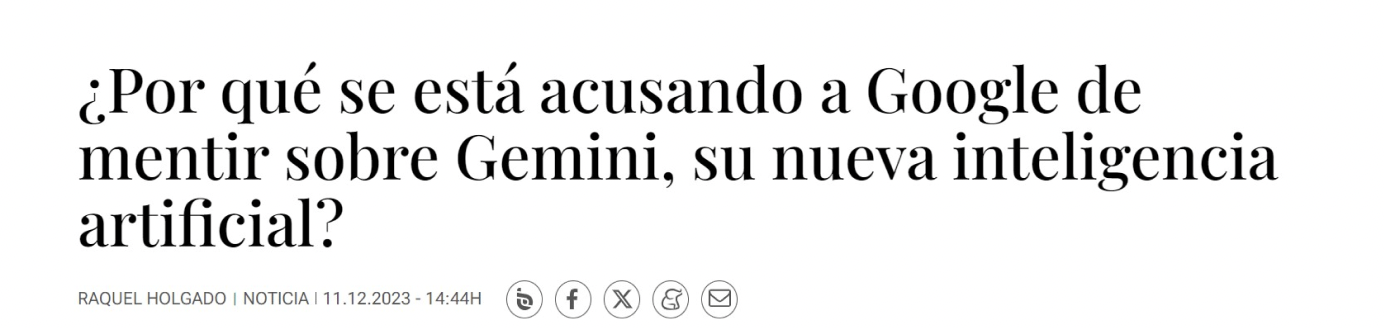 ¿Por qué se está acusando a Google de
mentir sobre Gemini, su nueva inteligencia
artificial?
RAQUEL HOLGADO | NOTICIA | 11.12.2023 - 14:44H